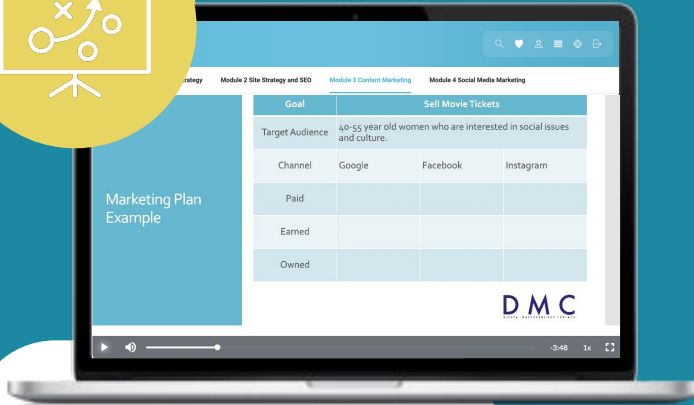 Module 2 Site Strategy and SEO Module 3 Content Marketing Module 4 Social Media Marketing
Goal Sell Movie Tickets
Target Audience 40-55 year old women who are interested in social issues
and culture.
Channel Google Facebook Instagram
Marketing Plan
Example
Paid
Earned
Owned
DMC
-3:48 1x